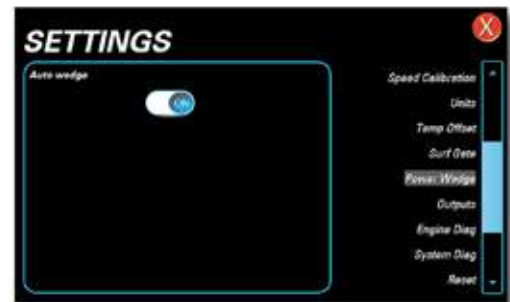 SETTINGS
X
Auto wedge
ON
Speed Calibration
Units
Temp Offset
Surf Gate
Power Wedge
Outputs
Engine Diag
System Diag
Reset